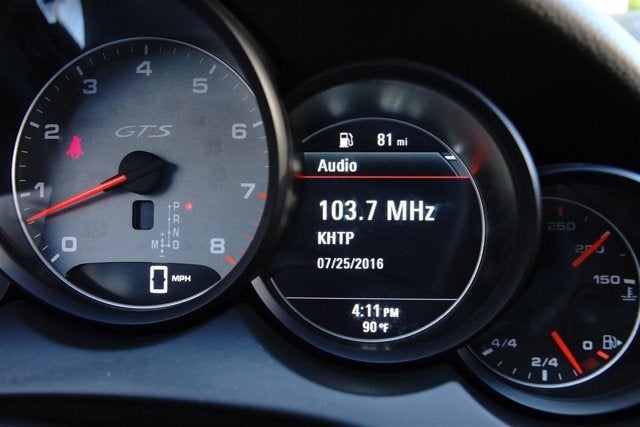 0
1
2
3
4
5
6
7
8
GTS
P
R
N
M D
0 MPH
81 mi
Audio
103.7 MHz
KHTP
07/25/2016
4:11 PM
90 °F
250
200
150
4/4
2/4
0